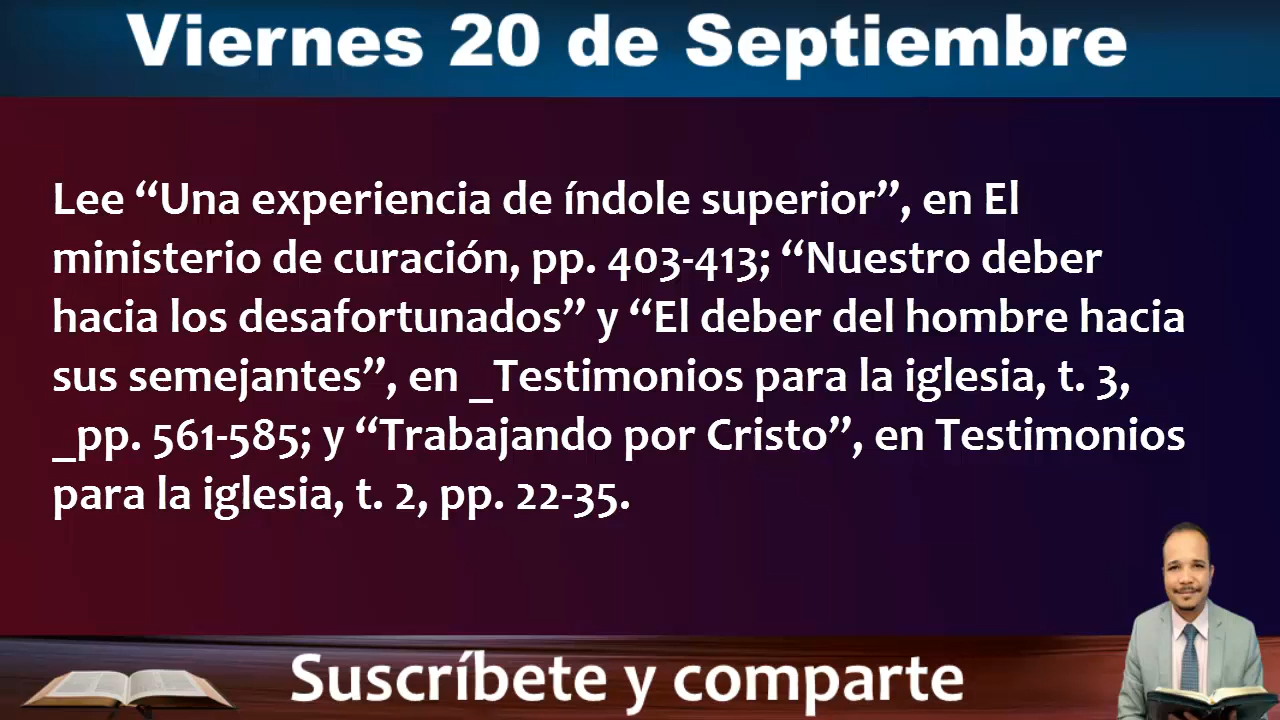 Viernes 20 de Septiembre
Lee “Una experiencia de índole superior”, en El
ministerio de curación, pp. 403-413; “Nuestro deber
hacia los desafortunados” y “El deber del hombre hacia
sus semejantes”, en _Testimonios para la iglesia, t. 3,
_pp. 561-585; y “Trabajando por Cristo”, en Testimonios
para la iglesia, t. 2, pp. 22-35.
Suscríbete y comparte